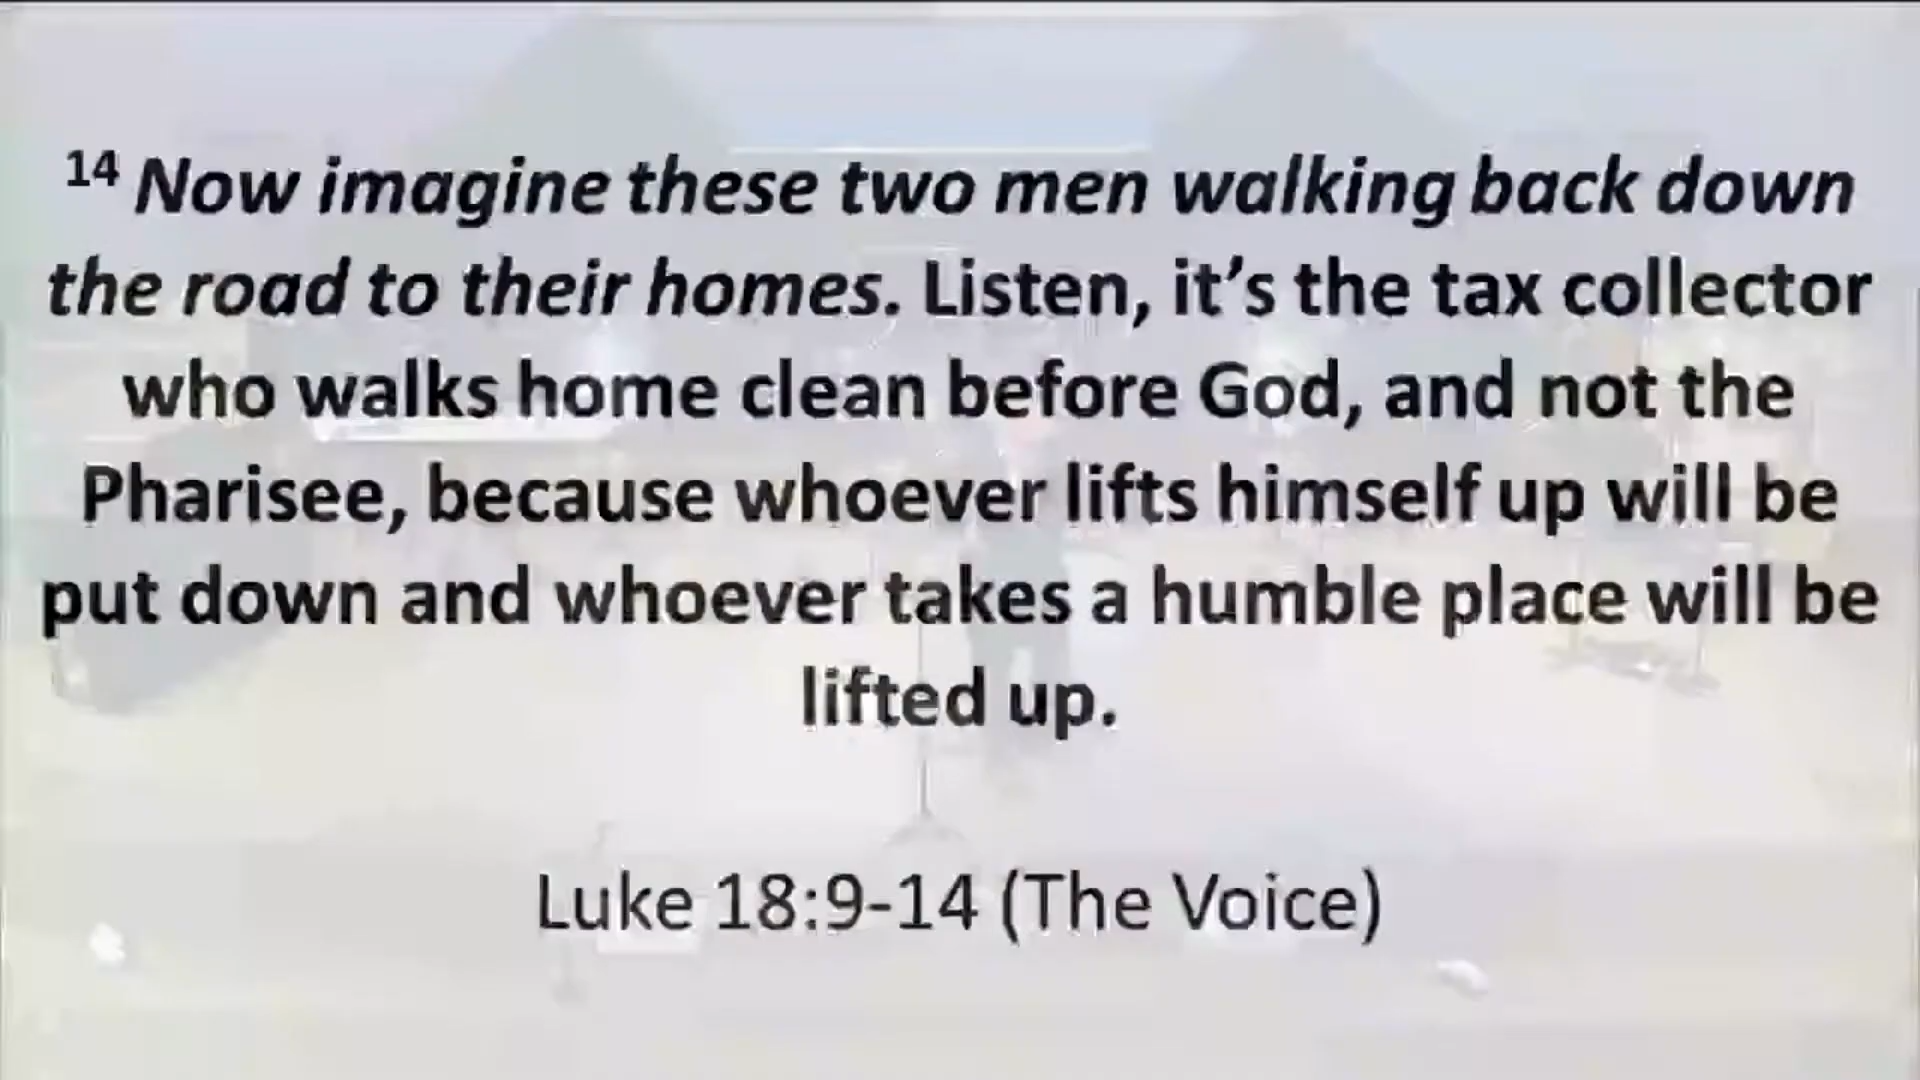 14 Now imagine these two men walking back down
the road to their homes. Listen, it’s the tax collector
who walks home clean before God, and not the
Pharisee, because whoever lifts himself up will be
put down and whoever takes a humble place will be
lifted up.
Luke 18:9-14 (The Voice)